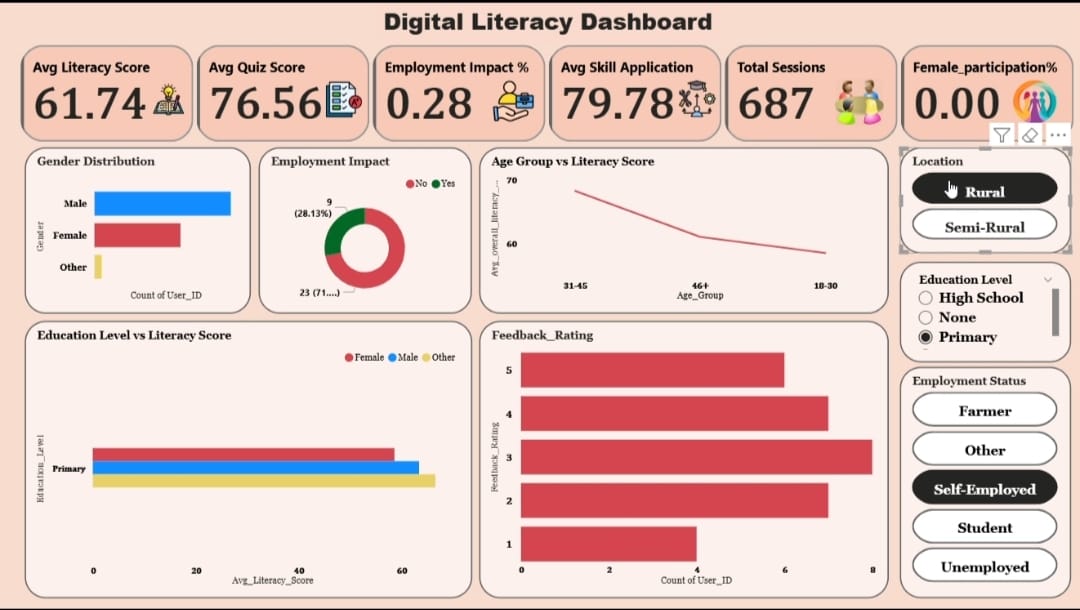 Digital Literacy Dashboard
Avg Literacy Score
61.74
Avg Quiz Score
76.56
Employment Impact %
0.28
Avg Skill Application
79.78
Total Sessions
687
Female_participation%
0.00
Gender Distribution
Gender
Male
Female
Other
Count of User_ID
Employment Impact
No Yes
9
(28.13%)
23 (71....)
Age Group vs Literacy Score
Avg_overall_literacy_...
70
60
31-45 46+ 18-30
Age_Group
Location
Rural
Semi-Rural
Education Level
High School
None
Primary
Education Level vs Literacy Score
Female Male Other
Education_Level
Primary
0 20 40 60
Avg_Literacy_Score
Feedback_Rating
Feedback_Rating
5
4
3
2
1
0 2 4 6 8
Count of User_ID
Employment Status
Farmer
Other
Self-Employed
Student
Unemployed